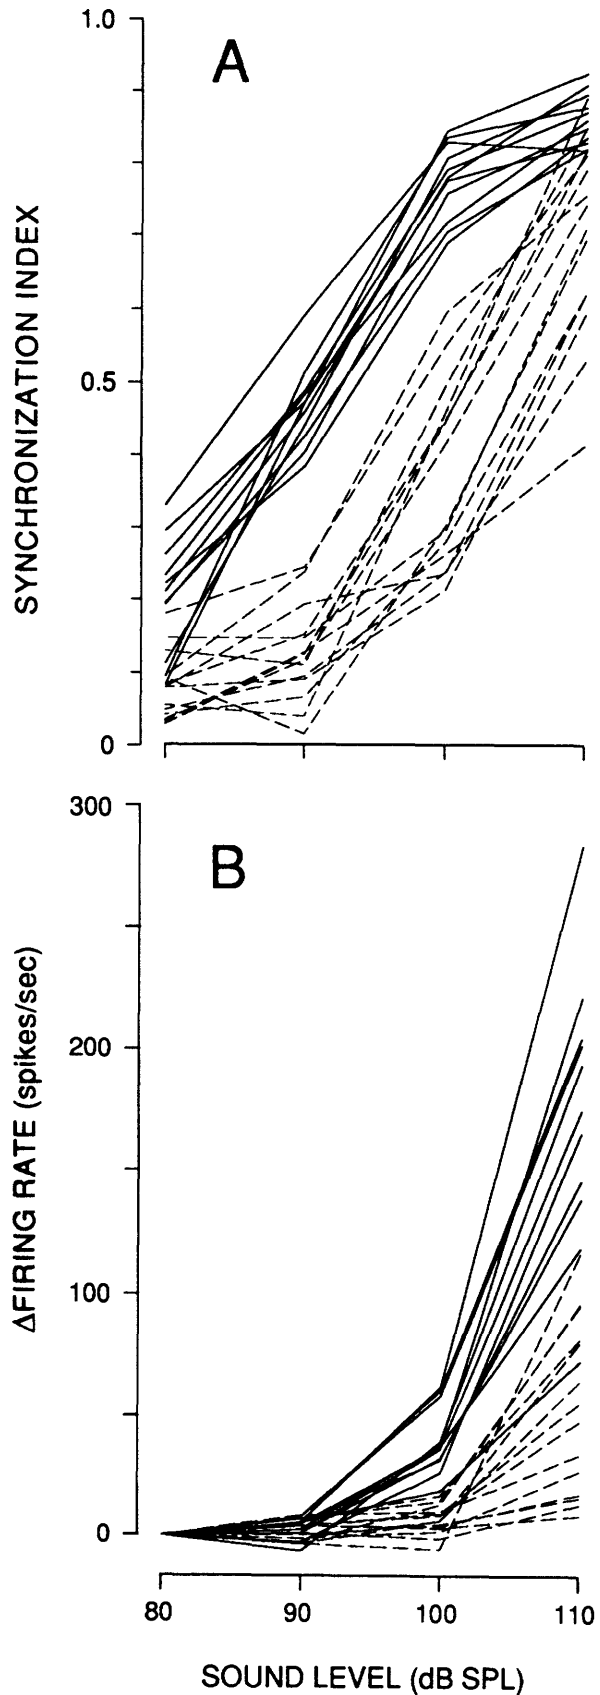 1.0
A
SYNCHRONIZATION INDEX
0.5
0
300
B
ΔFIRING RATE (spikes/sec)
200
100
0
80 90 100 110
SOUND LEVEL (dB SPL)